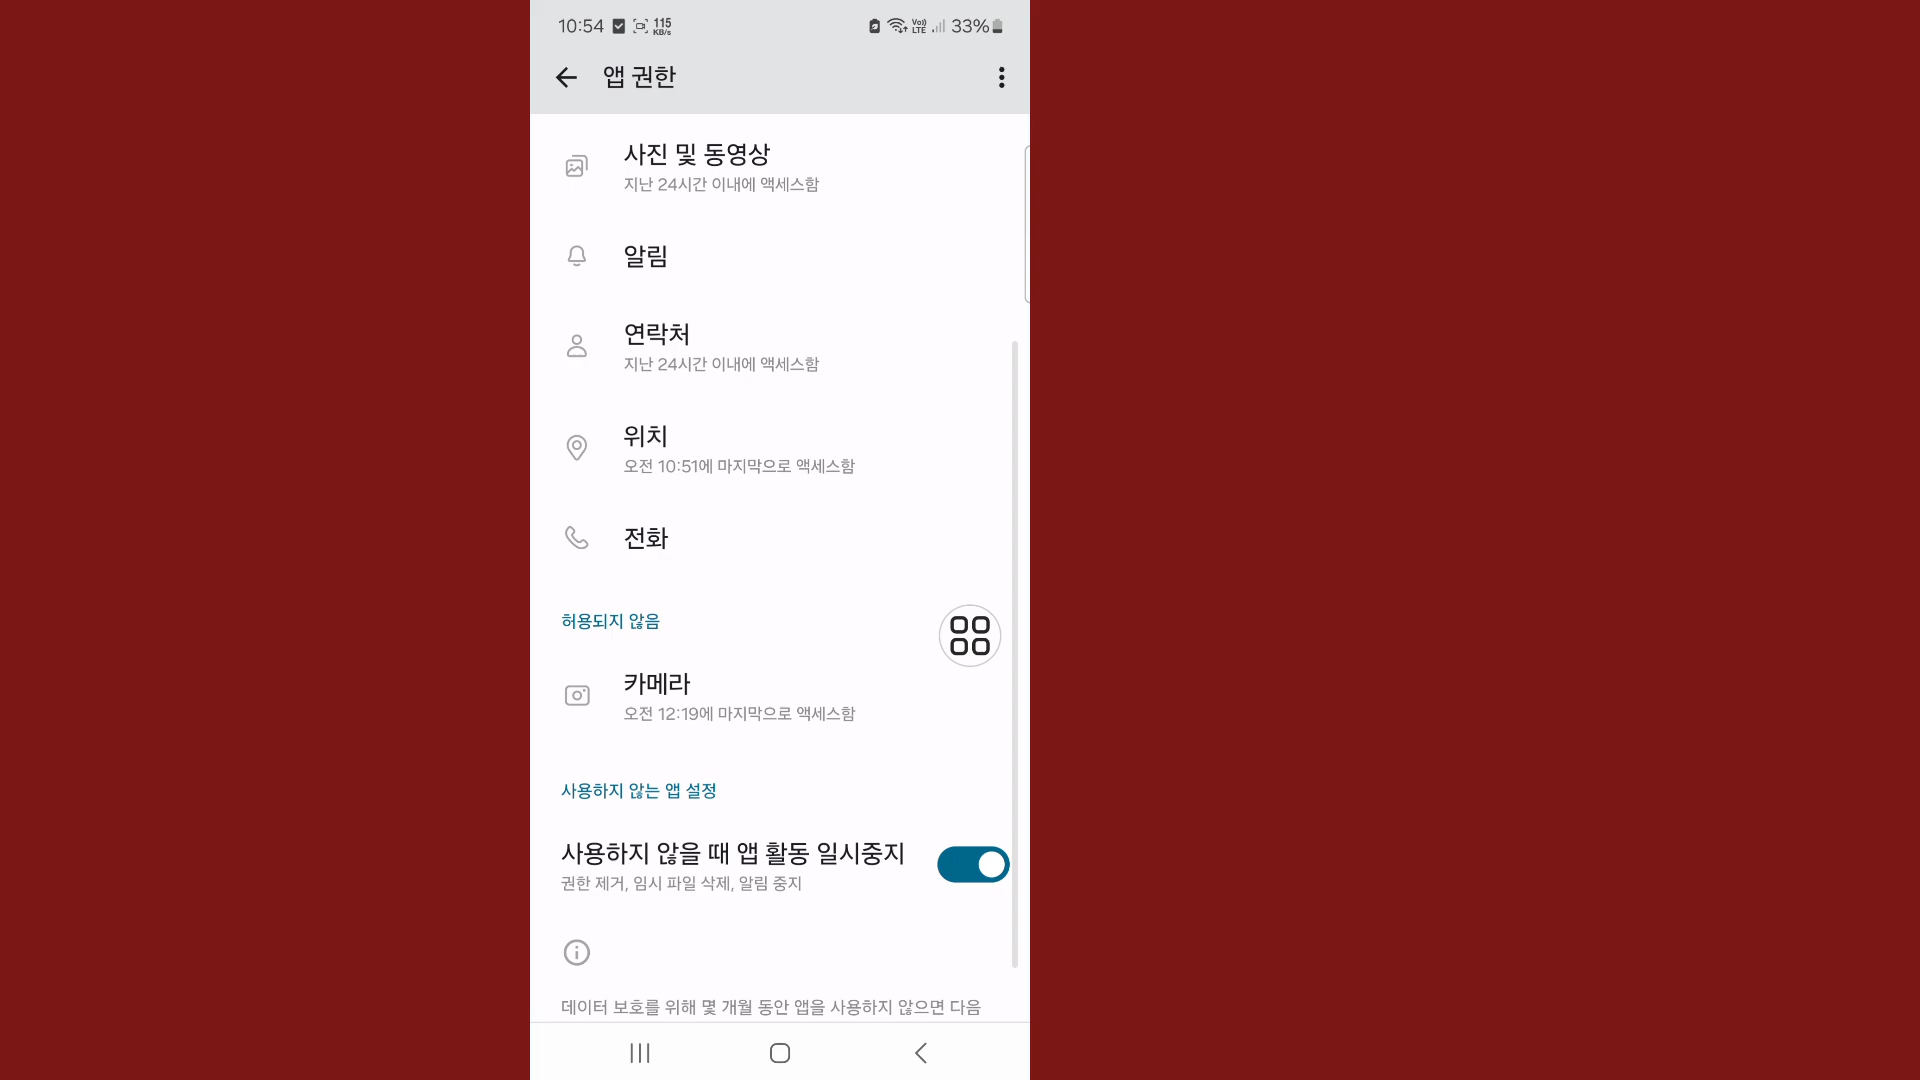 10:54 115 KB/s Vo)) LTE 33%
앱 권한
사진 및 동영상
지난 24시간 이내에 액세스함
알림
연락처
지난 24시간 이내에 액세스함
위치
오전 10:51에 마지막으로 액세스함
전화
허용되지 않음
카메라
오전 12:19에 마지막으로 액세스함
사용하지 않는 앱 설정
사용하지 않을 때 앱 활동 일시중지
권한 제거, 임시 파일 삭제, 알림 중지
데이터 보호를 위해 몇 개월 동안 앱을 사용하지 않으면 다음